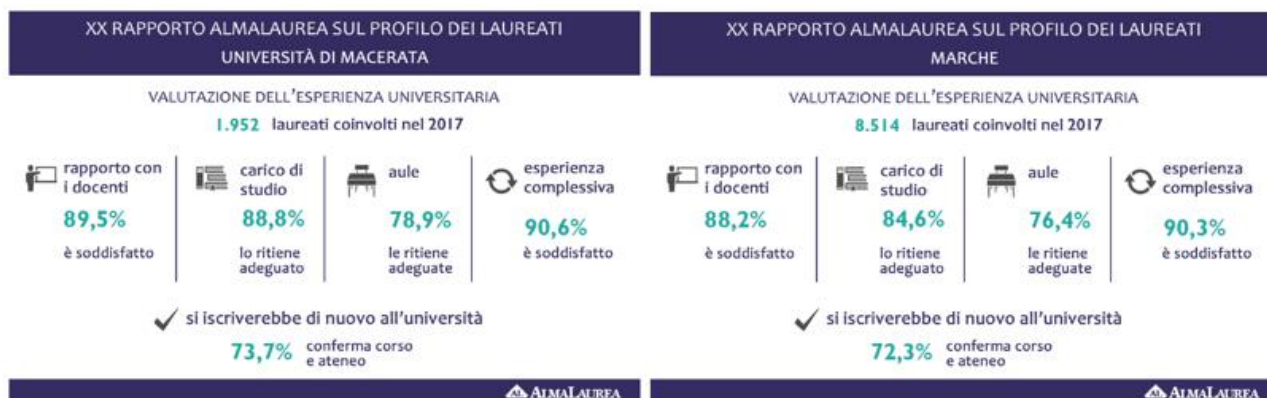 XX RAPPORTO ALMALAUREA SUL PROFILO DEI LAUREATI
UNIVERSITÀ DI MACERATA
VALUTAZIONE DELL'ESPERIENZA UNIVERSITARIA
1.952 laureati coinvolti nel 2017
rapporto con
i docenti
89,5%
è soddisfatto
carico di
studio
88,8%
lo ritiene
adeguato
aule
78,9%
le ritiene
adeguate
esperienza
complessiva
90,6%
è soddisfatto
si iscriverebbe di nuovo all'università
73,7% conferma corso
e ateneo
AL ALMALAUREA
XX RAPPORTO ALMALAUREA SUL PROFILO DEI LAUREATI
MARCHE
VALUTAZIONE DELL'ESPERIENZA UNIVERSITARIA
8.514 laureati coinvolti nel 2017
rapporto con
i docenti
88,2%
è soddisfatto
carico di
studio
84,6%
lo ritiene
adeguato
aule
76,4%
le ritiene
adeguate
esperienza
complessiva
90,3%
è soddisfatto
si iscriverebbe di nuovo all'università
72,3% conferma corso
e ateneo
AL ALMALAUREA